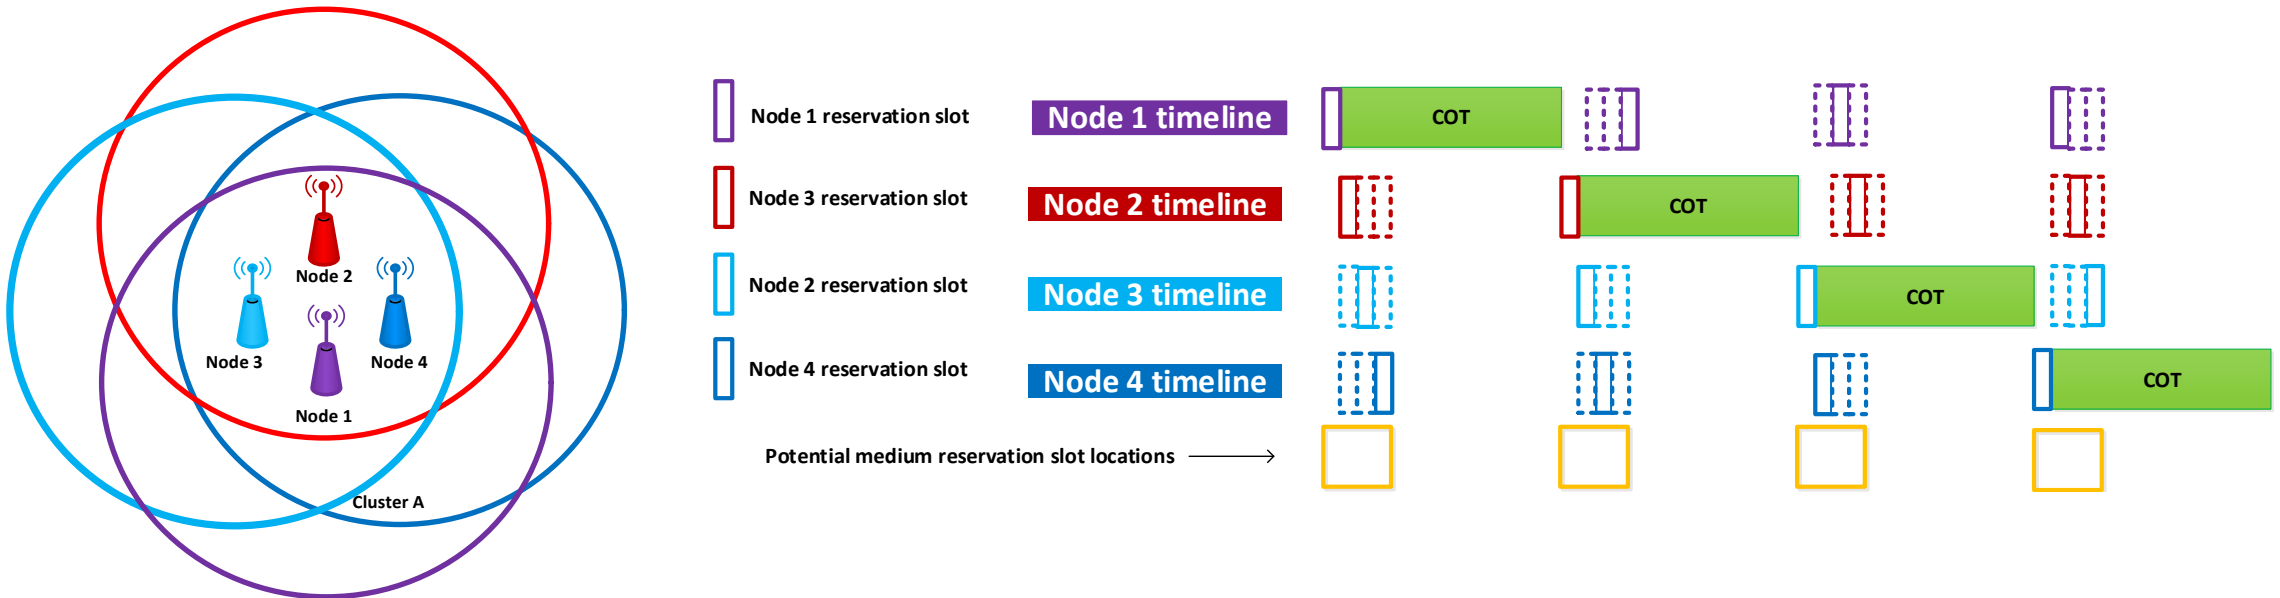 Node 2
Node 3
Node 4
Node 1
Cluster A
Node 1 reservation slot
Node 3 reservation slot
Node 2 reservation slot
Node 4 reservation slot
Node 1 timeline
COT
Node 2 timeline
COT
Node 3 timeline
COT
Node 4 timeline
COT
Potential medium reservation slot locations